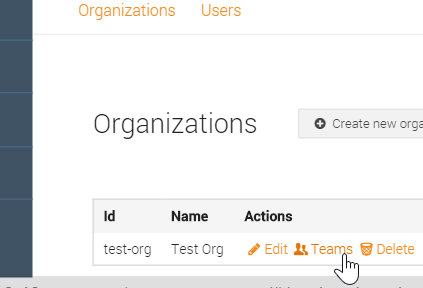 Organizations Users
Organizations
Create new orga
Id Name Actions
test-org Test Org Edit Teams Delete